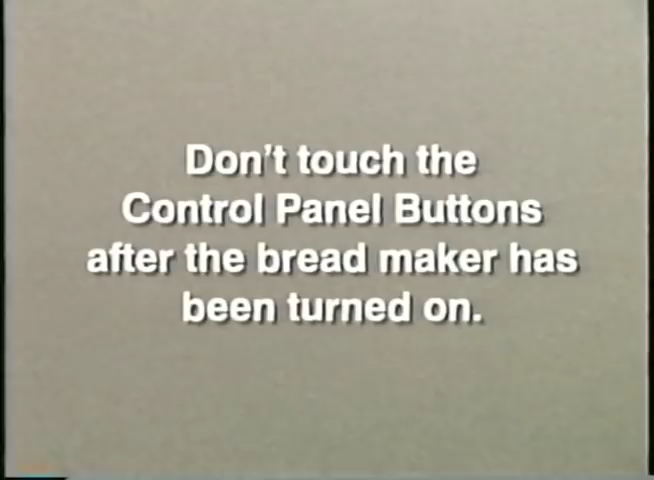 Don't touch the
Control Panel Buttons
after the bread maker has
been turned on.